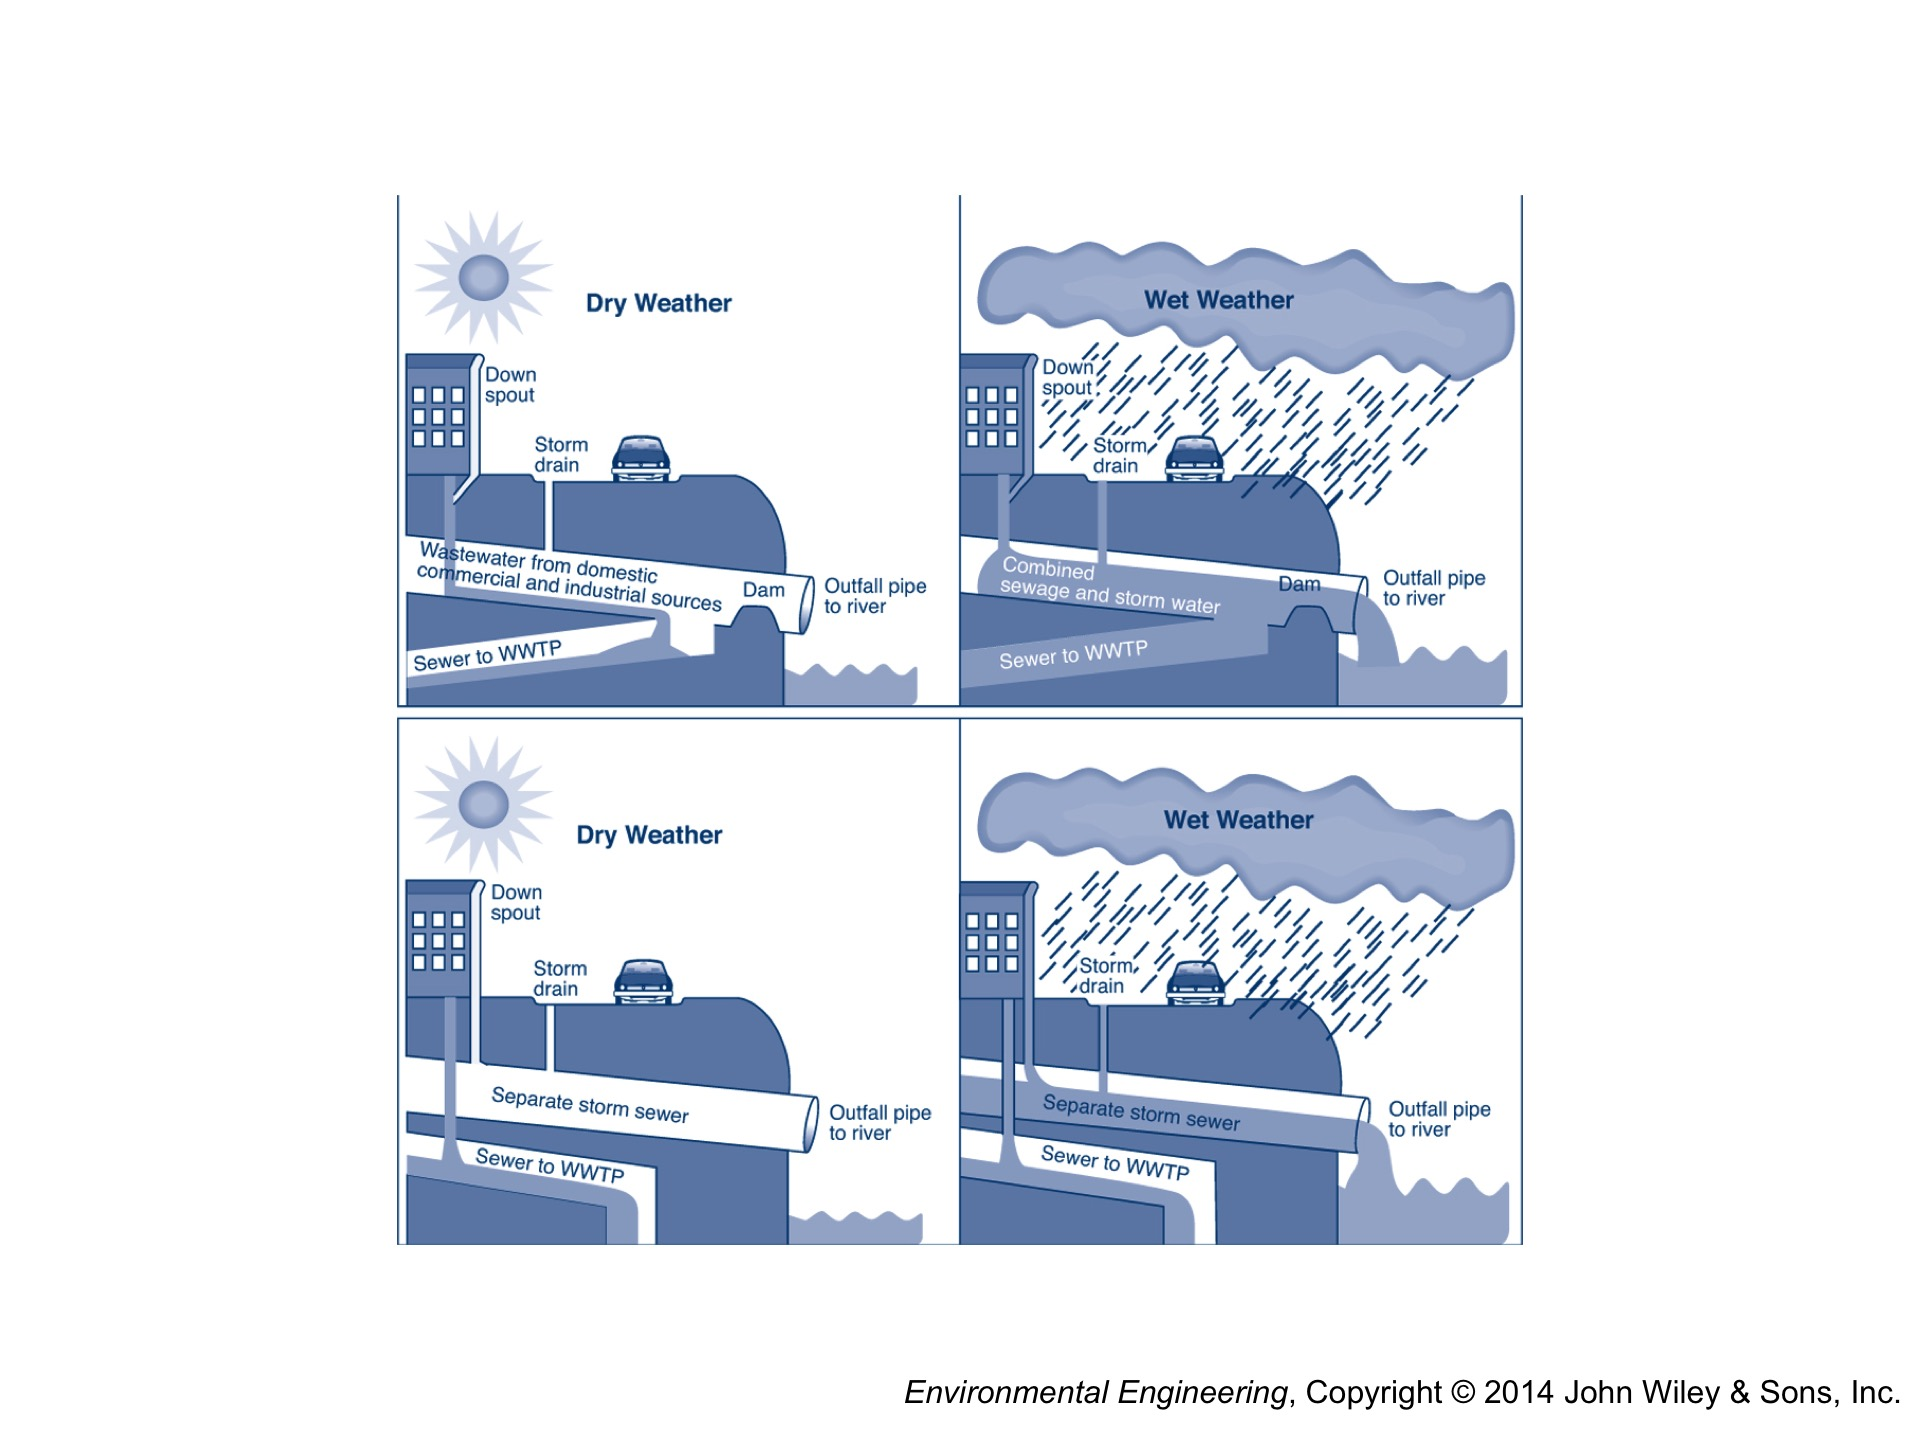 Dry Weather
Down
spout
Storm
drain
Wastewater from domestic
commercial and industrial sources
Dam
Outfall pipe
to river
Sewer to WWTP
Wet Weather
Down
spout
Storm
drain
Combined
sewage and storm water
Dam
Outfall pipe
to river
Sewer to WWTP
Dry Weather
Down
spout
Storm
drain
Separate storm sewer
Outfall pipe
to river
Sewer to WWTP
Wet Weather
Storm
drain
Separate storm sewer
Outfall pipe
to river
Sewer to WWTP
Environmental Engineering, Copyright © 2014 John Wiley & Sons, Inc.